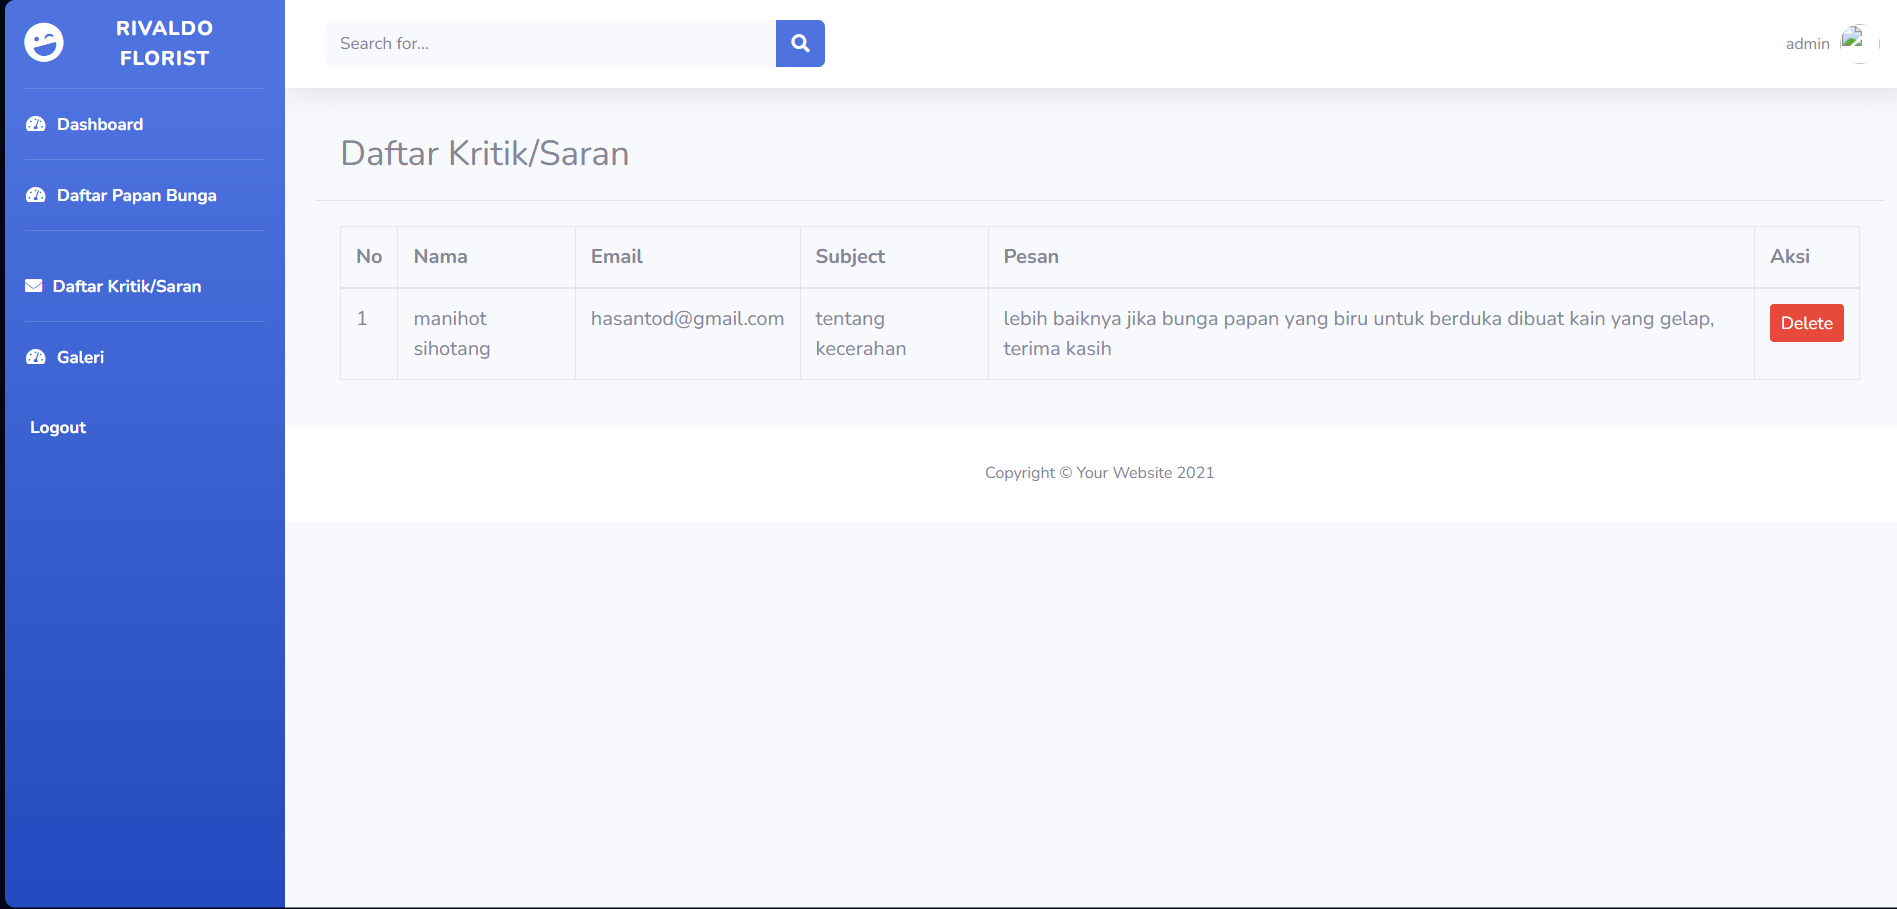 RIVALDO
FLORIST
Dashboard
Daftar Papan Bunga
Daftar Kritik/Saran
Galeri
Logout
Search for...
admin
Daftar Kritik/Saran
No Nama Email Subject Pesan Aksi
1 manihot hasantod@gmail.com tentang lebih baiknya jika bunga papan yang biru untuk berduka dibuat kain yang gelap, Delete
sihotang kecerahan terima kasih
Copyright © Your Website 2021